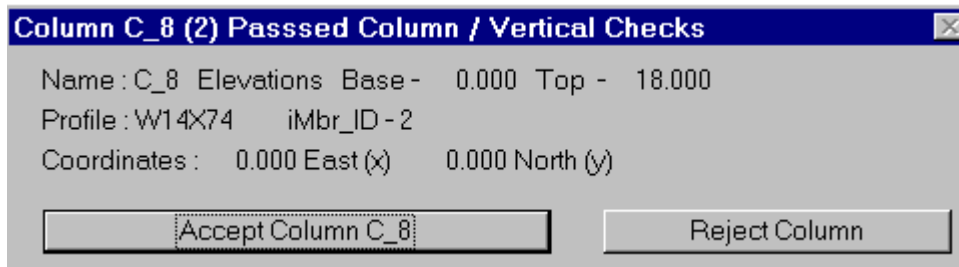 Column C_8 (2) Passsed Column / Vertical Checks
Name : C_8 Elevations Base - 0.000 Top - 18.000
Profile : W14X74 iMbr_ID - 2
Coordinates : 0.000 East (x) 0.000 North (y)
Accept Column C_8 Reject Column